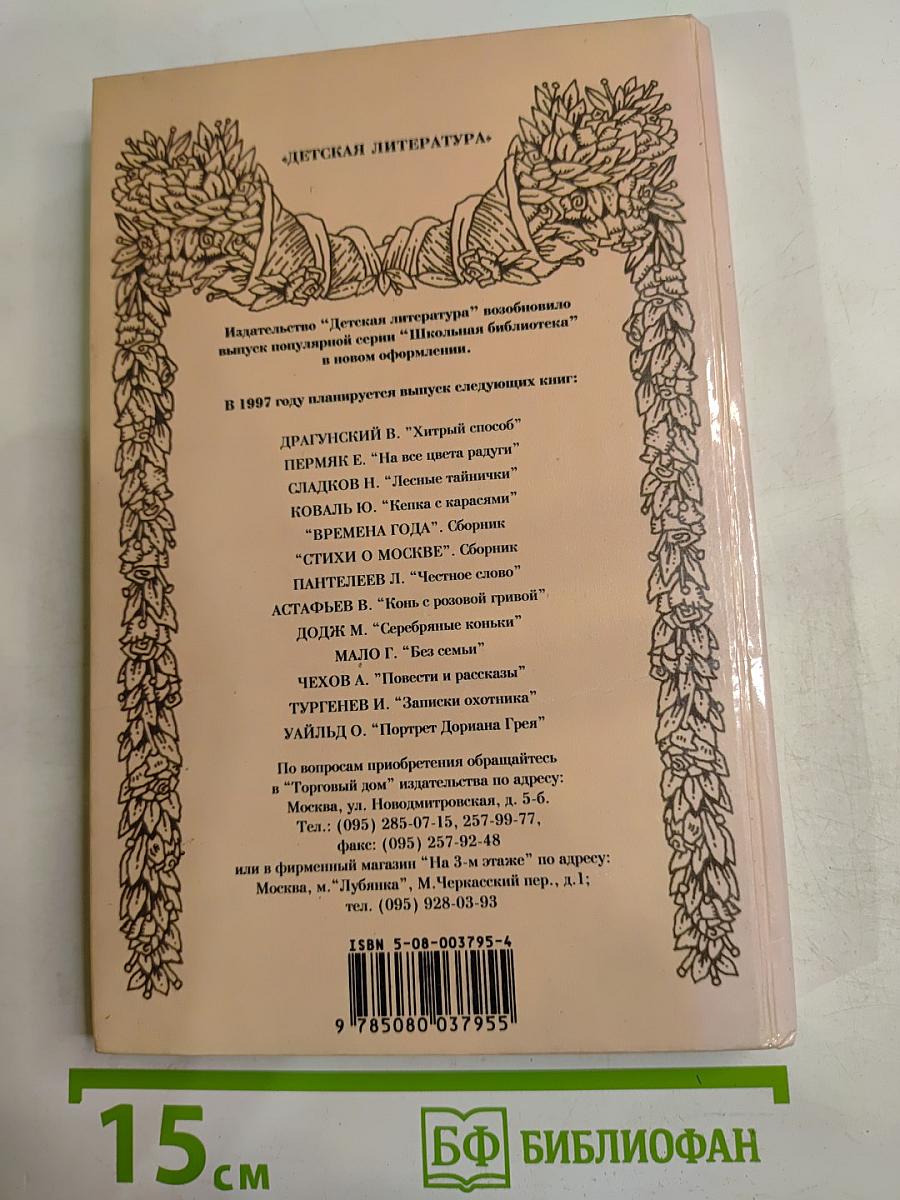 «ДЕТСКАЯ ЛИТЕРАТУРА»
Издательство “Детская литература” возобновило
выпуск популярной серии “Школьная библиотека”
в новом оформлении.
В 1997 году планируется выпуск следующих книг:
ДРАГУНСКИЙ В. "Хитрый способ”
ПЕРМЯК Е. “На все цвета радуги”
СЛАДКОВ Н. “Лесные тайнички”
КОВАЛЬ Ю. “Кепка с карасями”
“ВРЕМЕНА ГОДА”. Сборник
“СТИХИ О МОСКВЕ”. Сборник
ПАНТЕЛЕЕВ Л. “Честное слово”
АСТАФЬЕВ В. “Конь с розовой гривой”
ДОДЖ М. “Серебряные коньки”
МАЛО Г. “Без семьи”
ЧЕХОВ А. "Повести и рассказы”
ТУРГЕНЕВ И. “Записки охотника”
УАЙЛЬД О. “Портрет Дориана Грея”
По вопросам приобретения обращайтесь
в “Торговый дом” издательства по адресу:
Москва, ул. Новодмитровская, д. 5-б.
Тел.: (095) 285-07-15, 257-99-77,
факс: (095) 257-92-48
или в фирменный магазин “На 3-м этаже” по адресу:
Москва, м.“Лубянка”, М.Черкасский пер., д.1;
тел. (095) 928-03-93
ISBN 5-08-003795-4
9 785080 037955
15 см
БФ БИБЛИОФАН